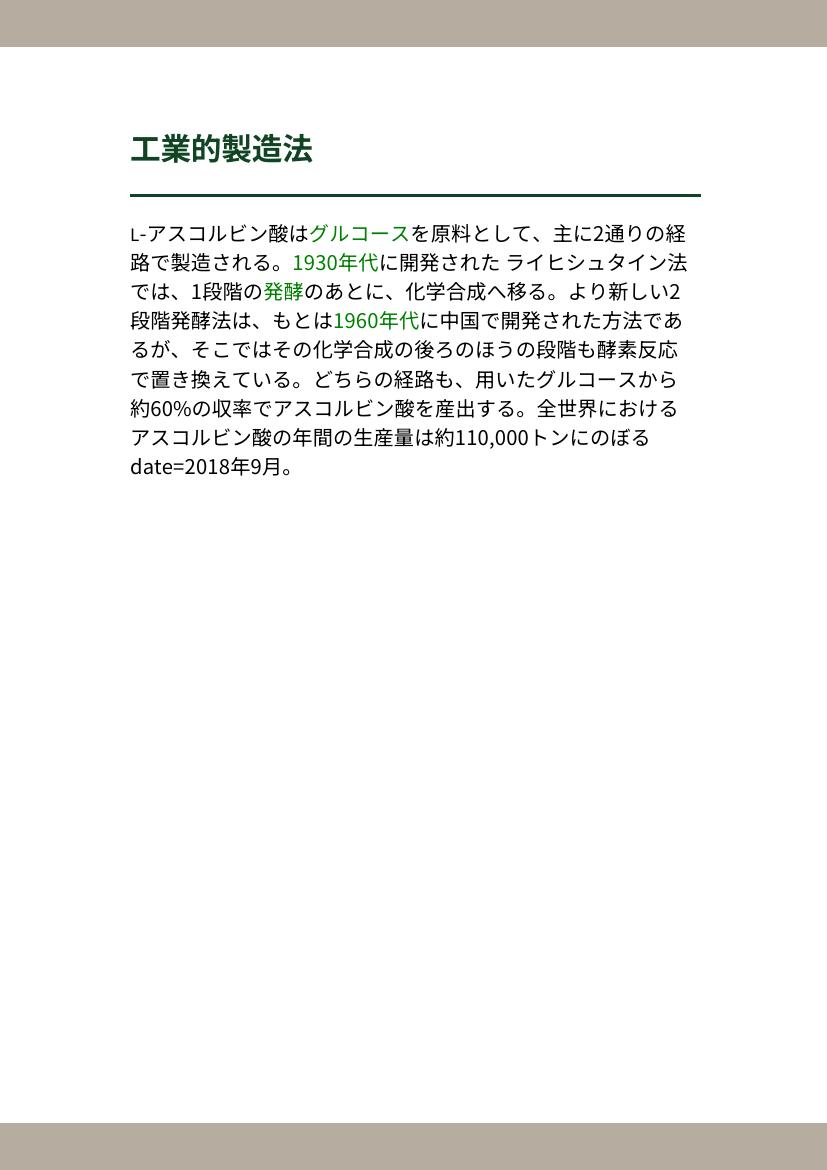 工業的製造法
L-アスコルビン酸はグルコースを原料として、主に2通りの経
路で製造される。1930年代に開発された ライヒシュタイン法
では、1段階の発酵のあとに、化学合成へ移る。より新しい2
段階発酵法は、もとは1960年代に中国で開発された方法であ
るが、そこではその化学合成の後ろのほうの段階も酵素反応
で置き換えている。どちらの経路も、用いたグルコースから
約60%の収率でアスコルビン酸を産出する。全世界における
アスコルビン酸の年間の生産量は約110,000トンにのぼる
date=2018年9月。